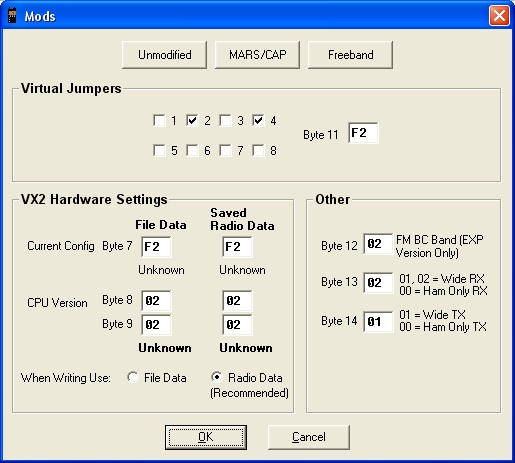 Mods
Unmodified MARS/CAP Freeband
Virtual Jumpers
1 2 3 4
Byte 11 F2
5 6 7 8
VX2 Hardware Settings
File Data Saved Radio Data
Current Config Byte 7 F2 F2
Unknown Unknown
CPU Version Byte 8 02 02
Byte 9 02 02
Unknown Unknown
When Writing Use: File Data Radio Data
(Recommended)
Other
Byte 12 02 FM BC Band (EXP
Version Only)
Byte 13 02 01, 02 = Wide RX
00 = Ham Only RX
Byte 14 01 01 = Wide TX
00 = Ham Only TX
OK Cancel